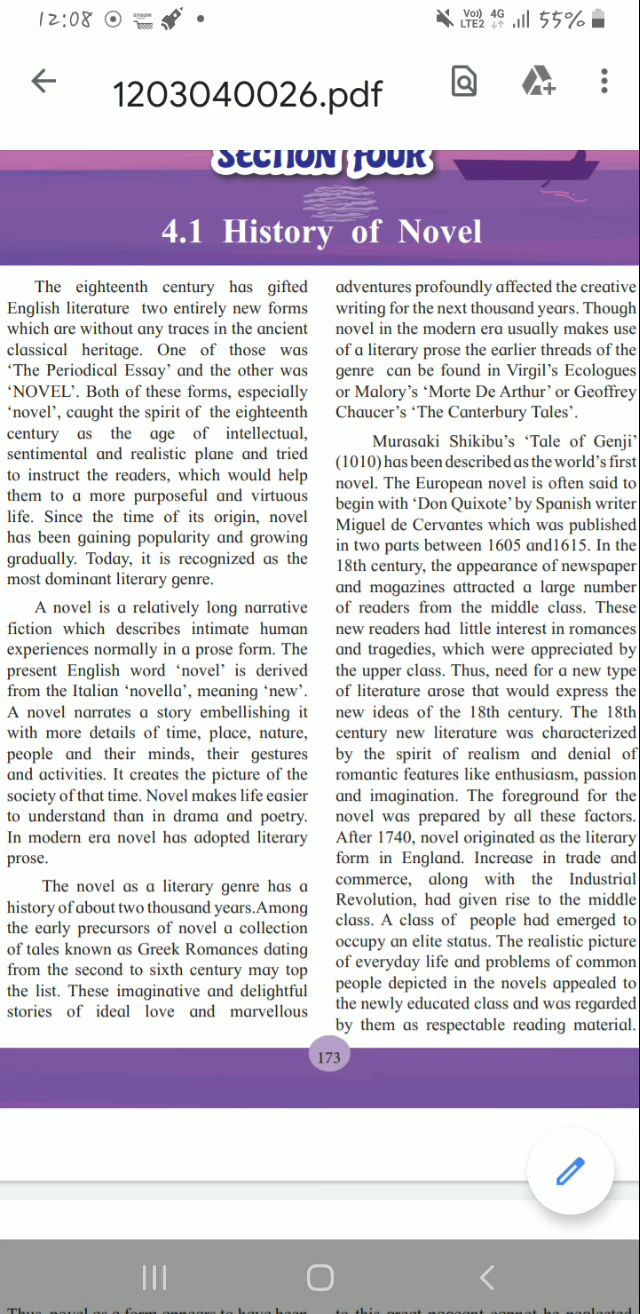 12:08
Vo)) 4G
LTE2 55%
1203040026.pdf
SECTION FOUR
4.1 History of Novel
The eighteenth century has gifted
English literature two entirely new forms
which are without any traces in the ancient
classical heritage. One of those was
‘The Periodical Essay’ and the other was
‘NOVEL’. Both of these forms, especially
‘novel’, caught the spirit of the eighteenth
century as the age of intellectual,
sentimental and realistic plane and tried
to instruct the readers, which would help
them to a more purposeful and virtuous
life. Since the time of its origin, novel
has been gaining popularity and growing
gradually. Today, it is recognized as the
most dominant literary genre.
A novel is a relatively long narrative
fiction which describes intimate human
experiences normally in a prose form. The
present English word ‘novel’ is derived
from the Italian ‘novella’, meaning ‘new’.
A novel narrates a story embellishing it
with more details of time, place, nature,
people and their minds, their gestures
and activities. It creates the picture of the
society of that time. Novel makes life easier
to understand than in drama and poetry.
In modern era novel has adopted literary
prose.
The novel as a literary genre has a
history of about two thousand years.Among
the early precursors of novel a collection
of tales known as Greek Romances dating
from the second to sixth century may top
the list. These imaginative and delightful
stories of ideal love and marvellous
adventures profoundly affected the creative
writing for the next thousand years. Though
novel in the modern era usually makes use
of a literary prose the earlier threads of the
genre can be found in Virgil’s Ecologues
or Malory’s ‘Morte De Arthur’ or Geoffrey
Chaucer’s ‘The Canterbury Tales’.
Murasaki Shikibu’s ‘Tale of Genji’
(1010) has been described as the world’s first
novel. The European novel is often said to
begin with ‘Don Quixote’ by Spanish writer
Miguel de Cervantes which was published
in two parts between 1605 and1615. In the
18th century, the appearance of newspaper
and magazines attracted a large number
of readers from the middle class. These
new readers had little interest in romances
and tragedies, which were appreciated by
the upper class. Thus, need for a new type
of literature arose that would express the
new ideas of the 18th century. The 18th
century new literature was characterized
by the spirit of realism and denial of
romantic features like enthusiasm, passion
and imagination. The foreground for the
novel was prepared by all these factors.
After 1740, novel originated as the literary
form in England. Increase in trade and
commerce, along with the Industrial
Revolution, had given rise to the middle
class. A class of people had emerged to
occupy an elite status. The realistic picture
of everyday life and problems of common
people depicted in the novels appealed to
the newly educated class and was regarded
by them as respectable reading material.
173
Thus, novel as a form appears to have been
to this great pageant cannot be neglected